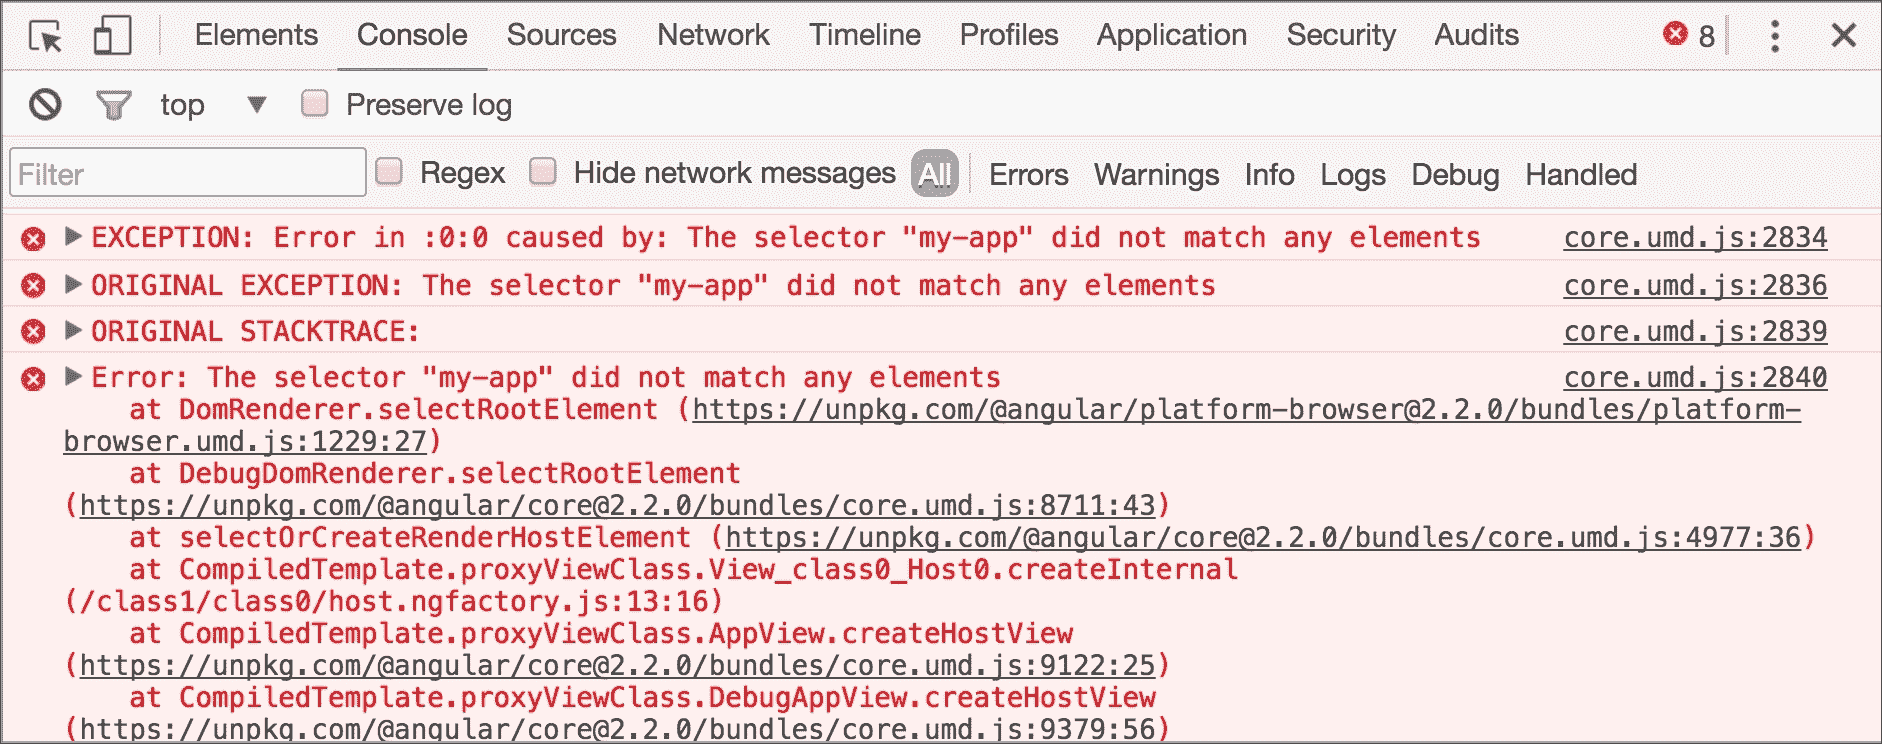 Elements Console Sources Network Timeline Profiles Application Security Audits 8
top Preserve log
Filter Regex Hide network messages All Errors Warnings Info Logs Debug Handled
EXCEPTION: Error in :0:0 caused by: The selector "my-app" did not match any elements core.umd.js:2834
ORIGINAL EXCEPTION: The selector "my-app" did not match any elements core.umd.js:2836
ORIGINAL STACKTRACE: core.umd.js:2839
Error: The selector "my-app" did not match any elements core.umd.js:2840
at DomRenderer.selectRootElement (https://unpkg.com/@angular/platform-browser@2.2.0/bundles/platform-
browser.umd.js:1229:27)
at DebugDomRenderer.selectRootElement
(https://unpkg.com/@angular/core@2.2.0/bundles/core.umd.js:8711:43)
at selectOrCreateRenderHostElement (https://unpkg.com/@angular/core@2.2.0/bundles/core.umd.js:4977:36)
at CompiledTemplate.proxyViewClass.View_class0_Host0.createInternal
(/class1/class0/host.ngfactory.js:13:16)
at CompiledTemplate.proxyViewClass.AppView.createHostView
(https://unpkg.com/@angular/core@2.2.0/bundles/core.umd.js:9122:25)
at CompiledTemplate.proxyViewClass.DebugAppView.createHostView
(https://unpkg.com/@angular/core@2.2.0/bundles/core.umd.js:9379:56)